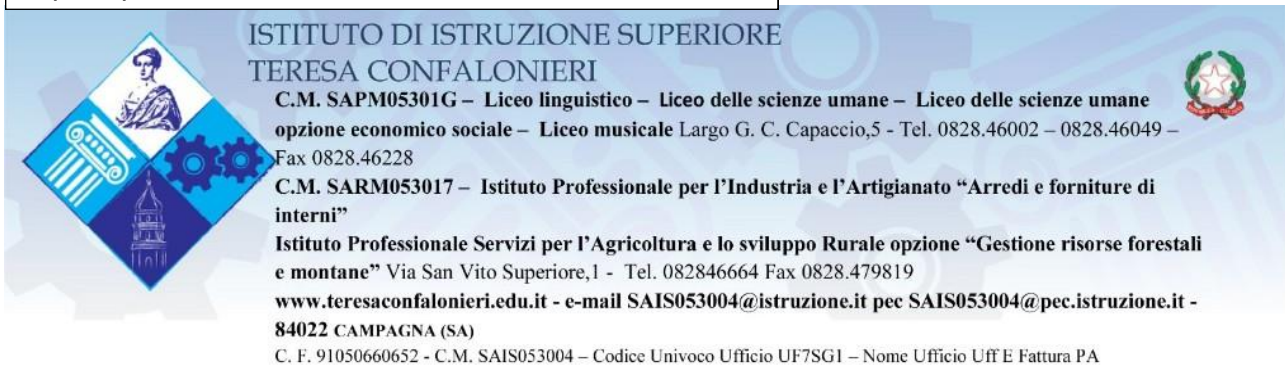 ISTITUTO DI ISTRUZIONE SUPERIORE
TERESA CONFALONIERI
C.M. SAPM05301G – Liceo linguistico – Liceo delle scienze umane – Liceo delle scienze umane
opzione economico sociale – Liceo musicale Largo G. C. Capaccio,5 - Tel. 0828.46002 – 0828.46049 –
Fax 0828.46228
C.M. SARM053017 – Istituto Professionale per l’Industria e l’Artigianato “Arredi e forniture di
interni”
Istituto Professionale Servizi per l’Agricoltura e lo sviluppo Rurale opzione “Gestione risorse forestali
e montane” Via San Vito Superiore,1 - Tel. 082846664 Fax 0828.479819
www.teresaconfalonieri.edu.it - e-mail SAIS053004@istruzione.it pec SAIS053004@pec.istruzione.it -
84022 CAMPAGNA (SA)
C. F. 91050660652 - C.M. SAIS053004 – Codice Univoco Ufficio UF7SG1 – Nome Ufficio Uff E Fattura PA